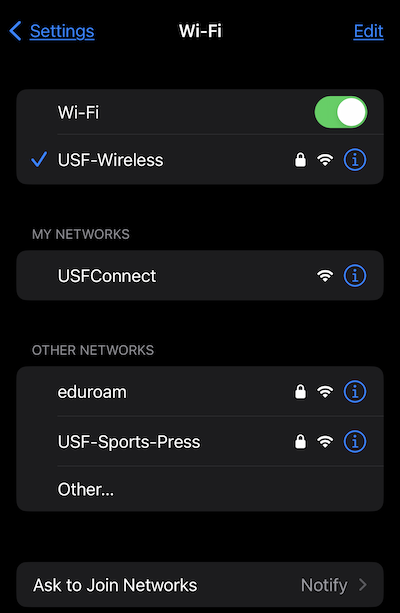 Settings Wi-Fi Edit
Wi-Fi
USF-Wireless
MY NETWORKS
USFConnect
OTHER NETWORKS
eduroam
USF-Sports-Press
Other...
Ask to Join Networks Notify